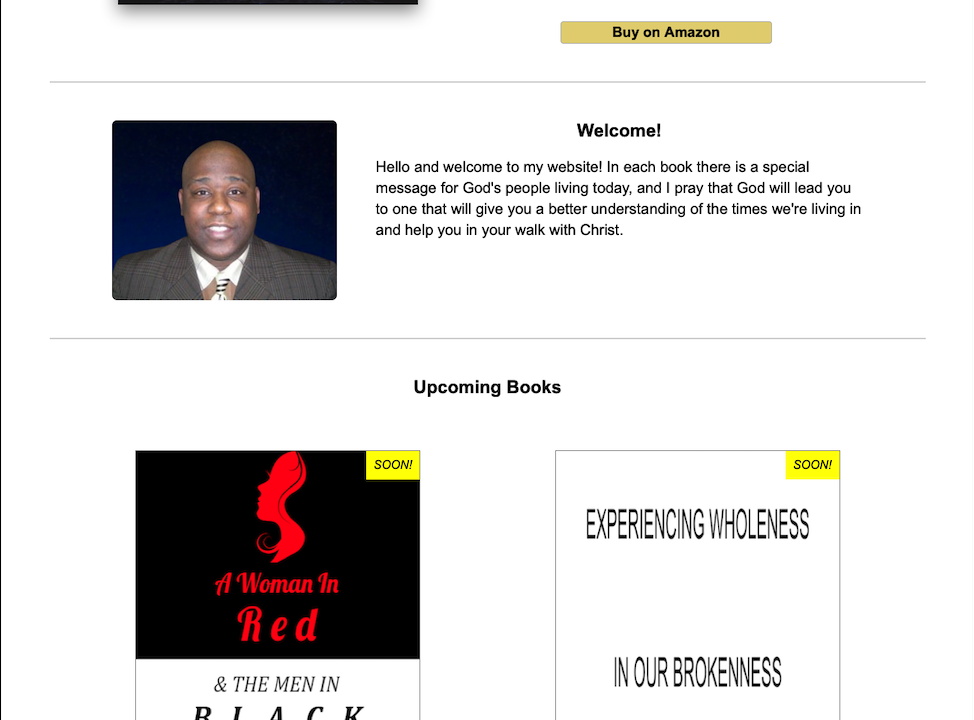 Buy on Amazon
Welcome!
Hello and welcome to my website! In each book there is a special
message for God's people living today, and I pray that God will lead you
to one that will give you a better understanding of the times we're living in
and help you in your walk with Christ.
Upcoming Books
SOON!
A Woman In
Red
& THE MEN IN
BLACK
SOON!
EXPERIENCING WHOLENESS
IN OUR BROKENNESS